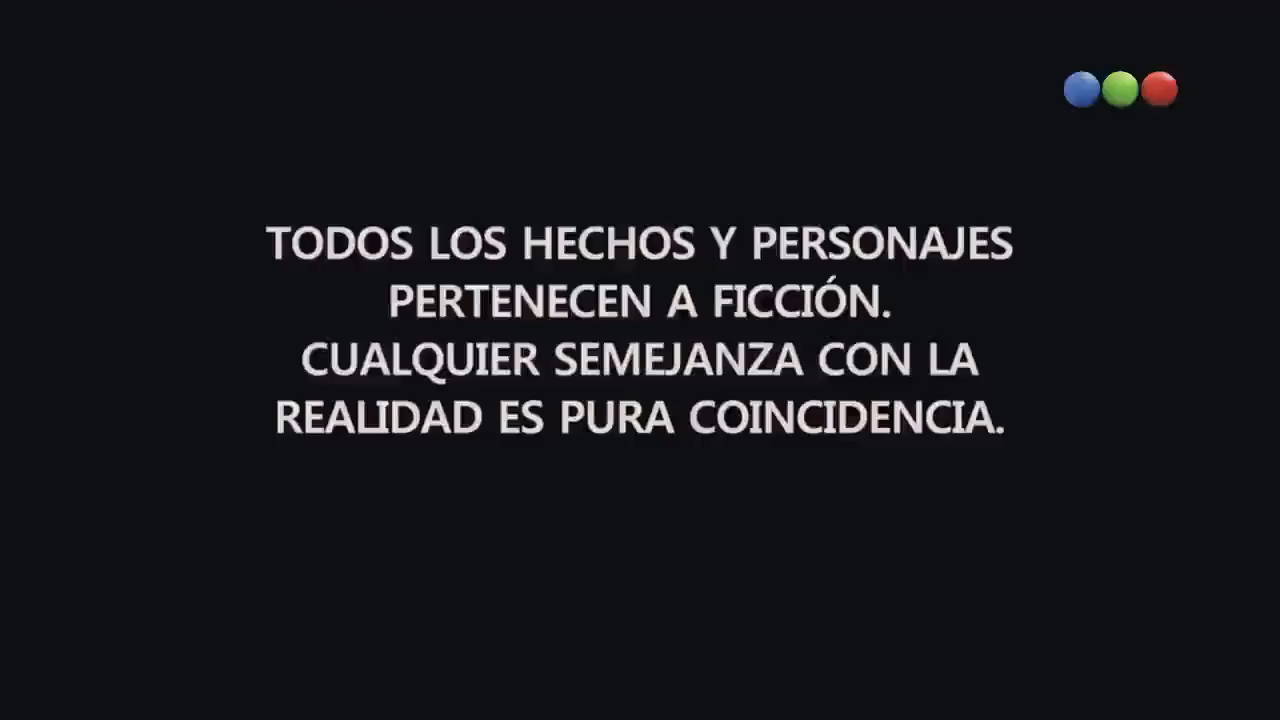 TODOS LOS HECHOS Y PERSONAJES
PERTENECEN A FICCIÓN.
CUALQUIER SEMEJANZA CON LA
REALIDAD ES PURA COINCIDENCIA.